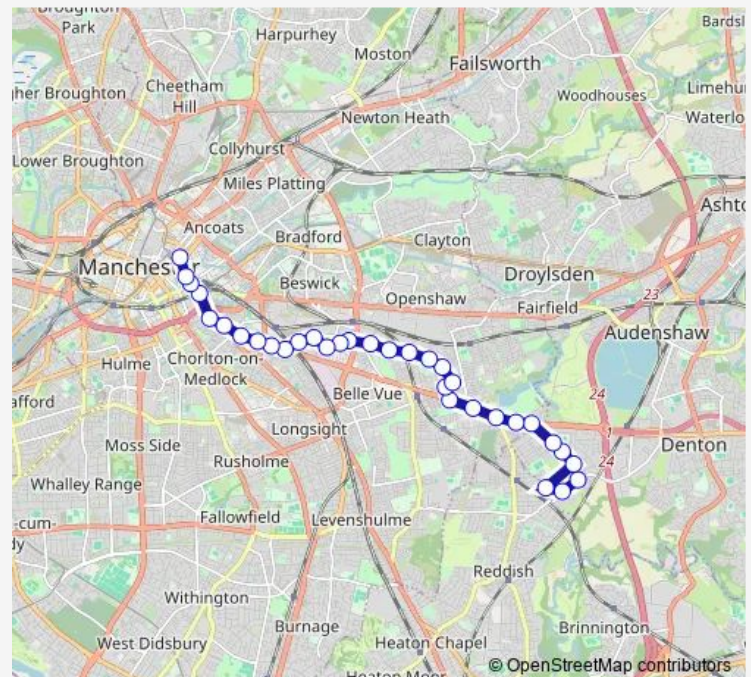 Broughton
Park
Harpurhey
Bardsl
Moston
Failsworth
gher Broughton
Cheetham
Hill
Woodhouses
Limehu
Newton Heath
Waterlo
Collyhurst
Lower Broughton
Miles Platting
Ashto
Ancoats
Bradford
Clayton
Manchester
Droylsden
Beswick
Openshaw
23
Fairfield
Audenshaw
Hulme
Chorlton-on-
Medlock
afford
Belle Vue
24
Longsight
1
Moss Side
Denton
Rusholme
24
Whalley Range
-cum-
dy
Fallowfield
Levenshulme
Reddish
Withington
Burnage
Brinnington
West Didsbury
Heaton Chapel
Heaton Moor
© OpenStreetMap contributors